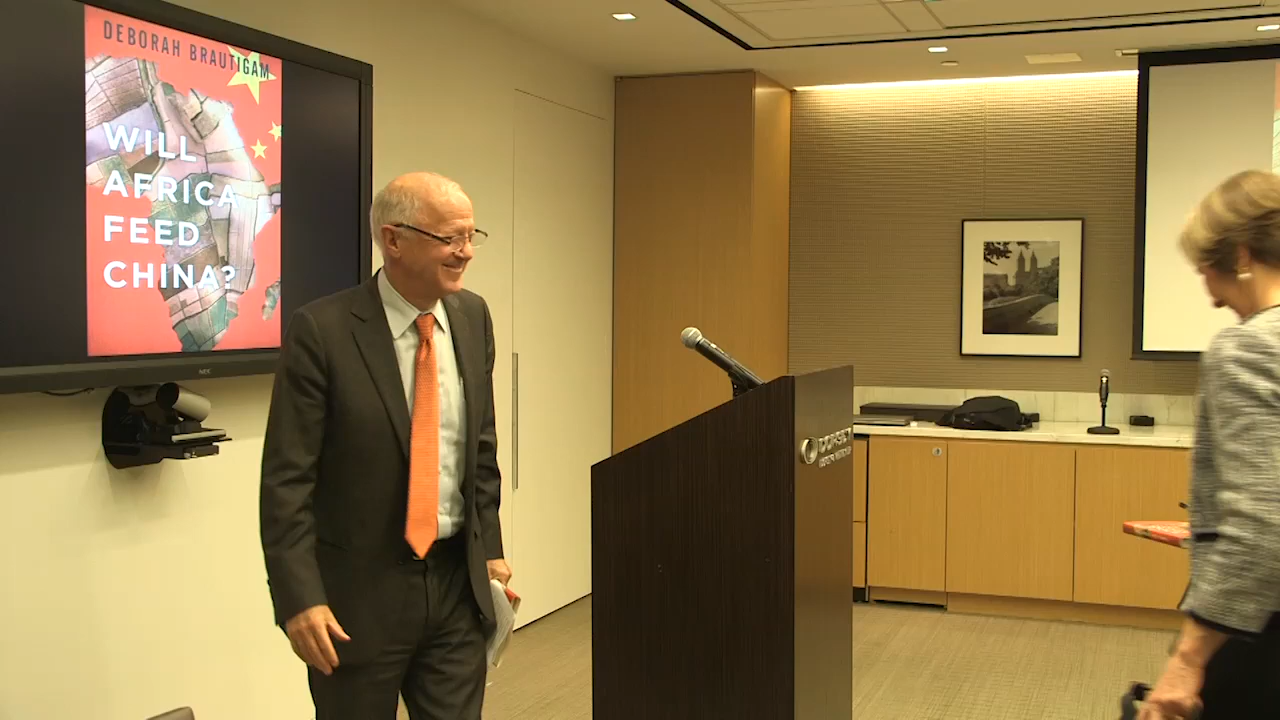 DEBORAH BRAUTIGAM
WILL
AFRICA
FEED
CHINA?
NEC